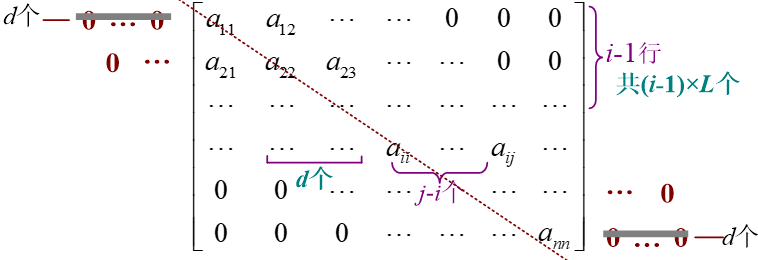 d个 0 … 0 a11 a12 … … 0 0 0
0 … a21 a22 a23 … … 0 0 i-1行
… … … … … … … 共(i-1)×L个
… … … aii … aij …
d个 j-i个
0 0 … … … … … … 0
0 0 0 … … … ann 0 … 0 d个